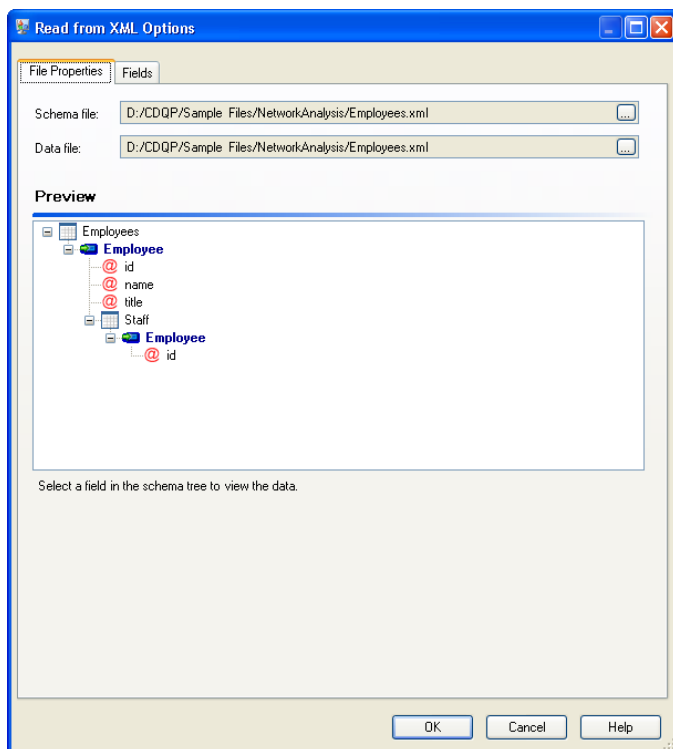 Read from XML Options
File Properties
Fields
Schema file:
D:/CDQP/Sample Files/NetworkAnalysis/Employees.xml
...
Data file:
D:/CDQP/Sample Files/NetworkAnalysis/Employees.xml
...
Preview
Employees
Employee
@ id
@ name
@ title
Staff
Employee
@ id
Select a field in the schema tree to view the data.
OK
Cancel
Help